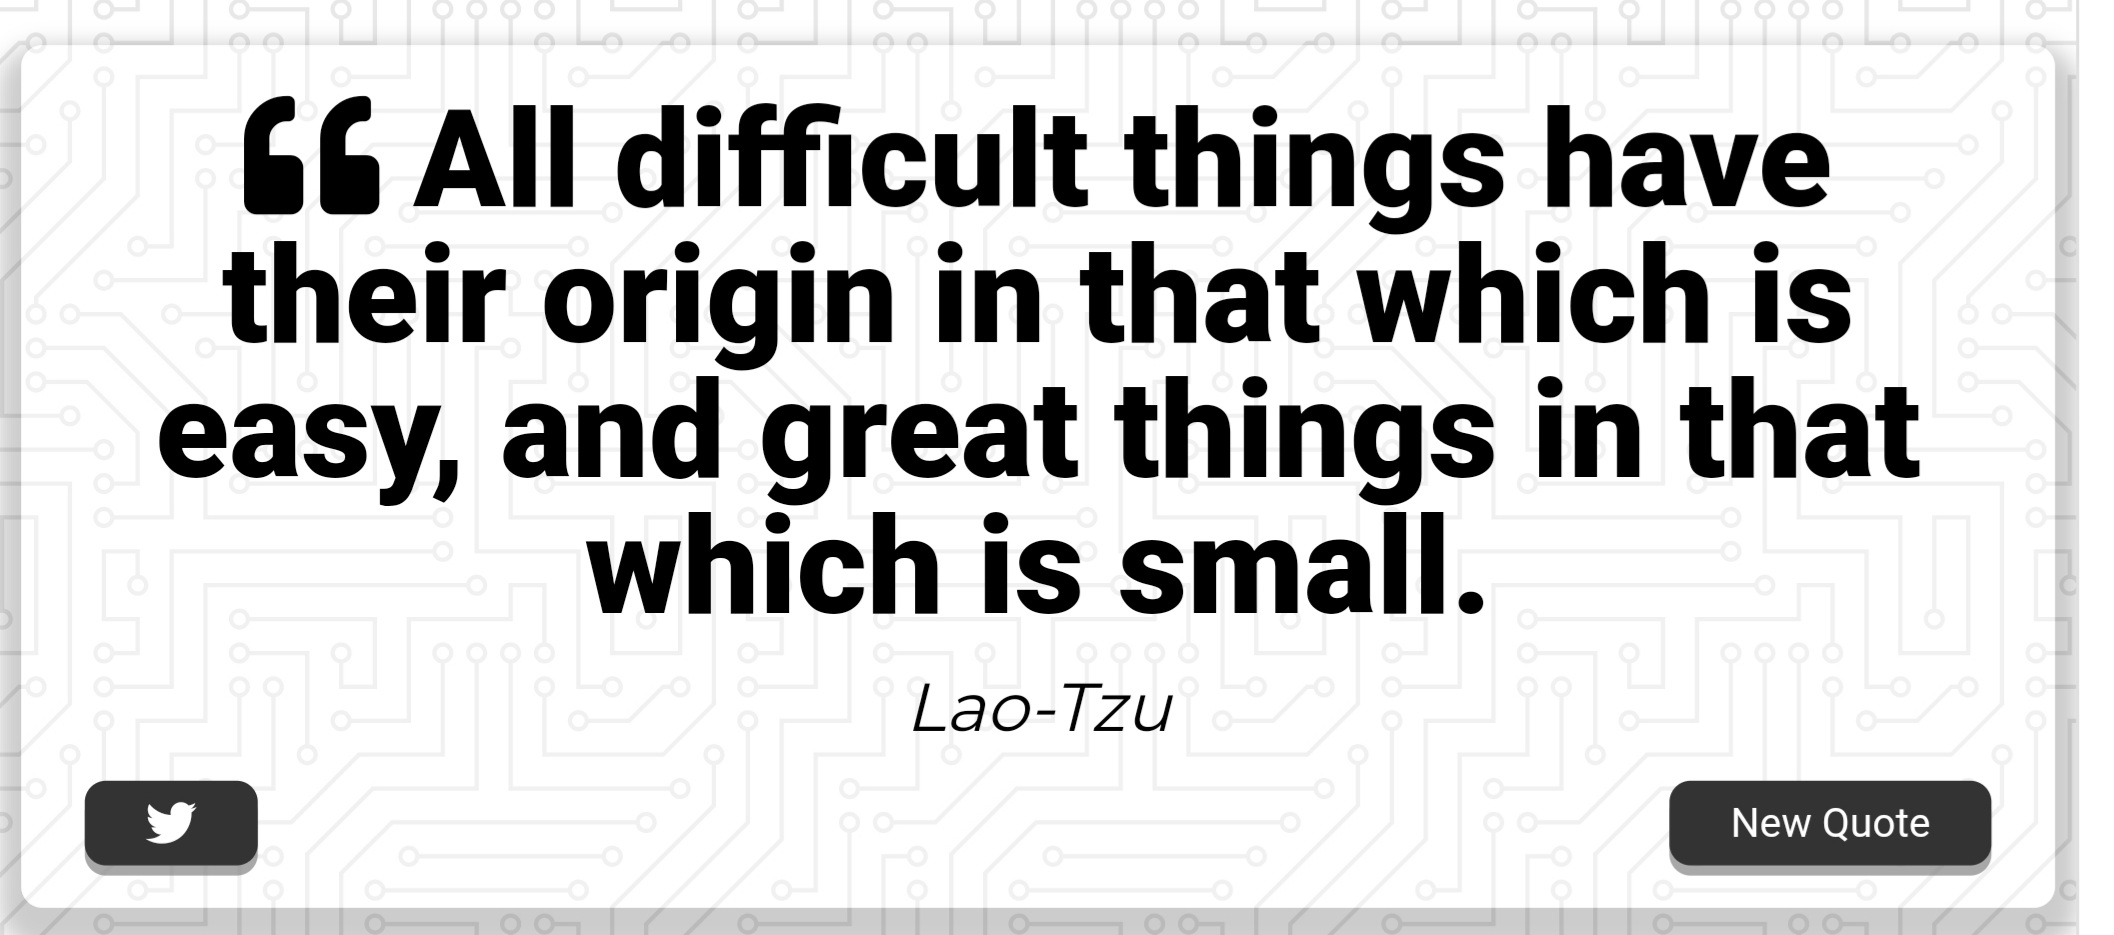 “ All difficult things have
their origin in that which is
easy, and great things in that
which is small.
Lao-Tzu
New Quote